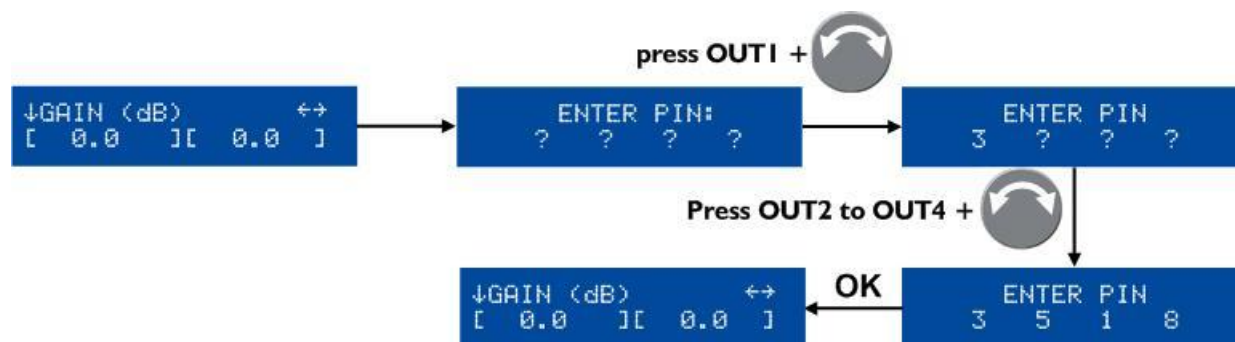 press OUT1 +
↓GAIN (dB) ↔
[ 0.0 ][ 0.0 ]
ENTER PIN:
? ? ? ?
ENTER PIN
3 ? ? ?
Press OUT2 to OUT4 +
↓GAIN (dB) ↔
[ 0.0 ][ 0.0 ]
OK
ENTER PIN
3 5 1 8